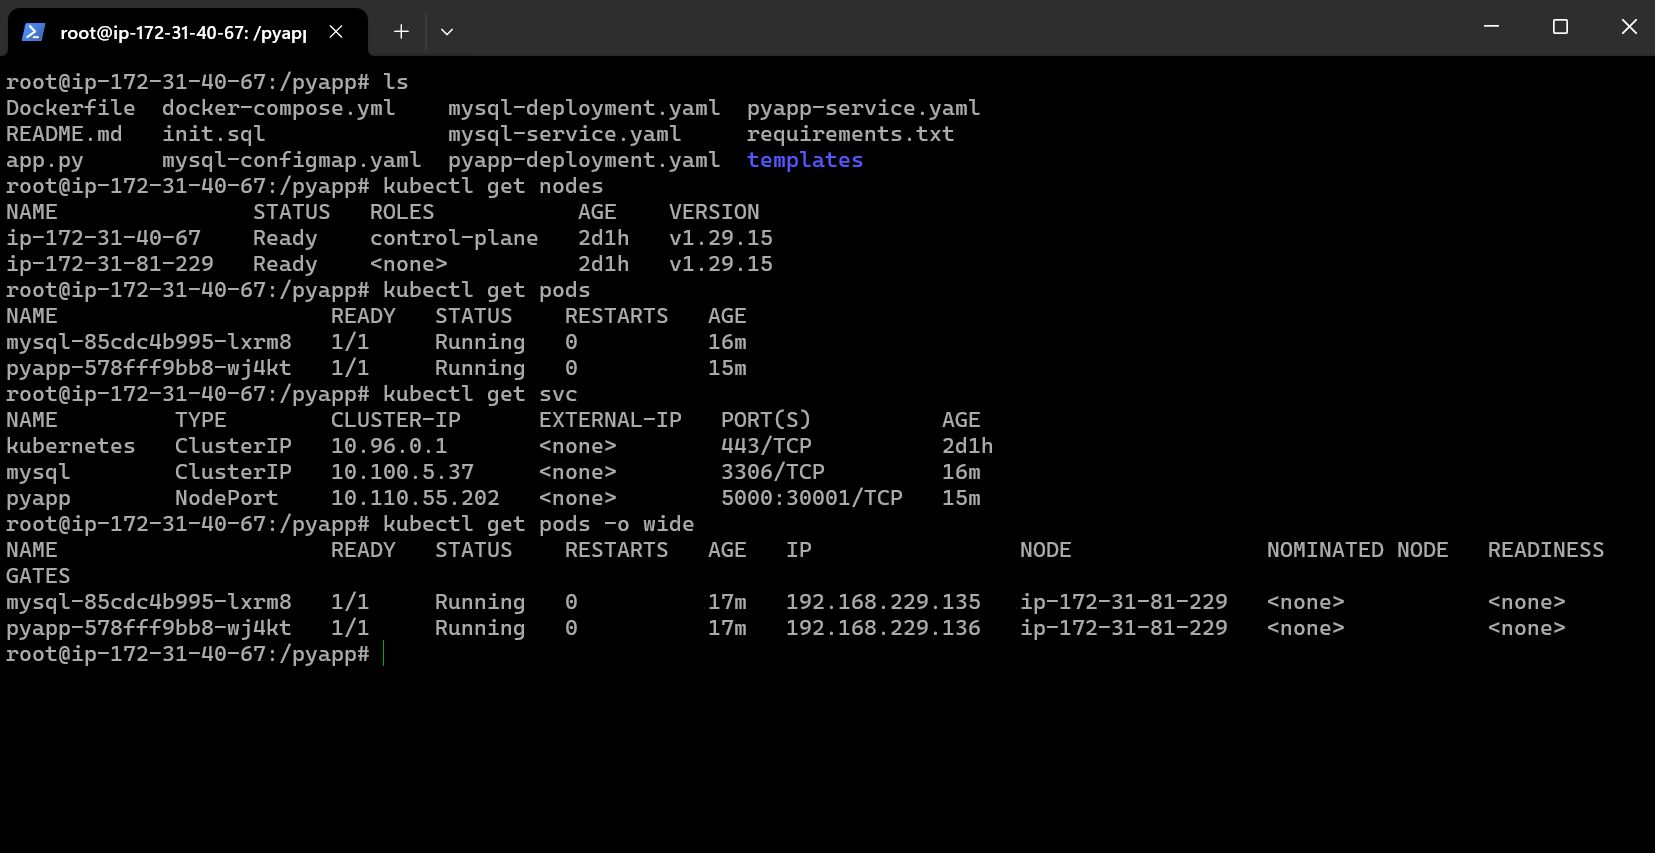 root@ip-172-31-40-67: /pyapp
root@ip-172-31-40-67:/pyapp# ls
Dockerfile  docker-compose.yml    mysql-deployment.yaml  pyapp-service.yaml
README.md   init.sql              mysql-service.yaml     requirements.txt
app.py      mysql-configmap.yaml  pyapp-deployment.yaml  templates
root@ip-172-31-40-67:/pyapp# kubectl get nodes
NAME               STATUS   ROLES           AGE    VERSION
ip-172-31-40-67    Ready    control-plane   2d1h   v1.29.15
ip-172-31-81-229   Ready    <none>          2d1h   v1.29.15
root@ip-172-31-40-67:/pyapp# kubectl get pods
NAME                     READY   STATUS    RESTARTS   AGE
mysql-85cdc4b995-lxrm8   1/1     Running   0          16m
pyapp-578fff9bb8-wj4kt   1/1     Running   0          15m
root@ip-172-31-40-67:/pyapp# kubectl get svc
NAME         TYPE        CLUSTER-IP      EXTERNAL-IP   PORT(S)          AGE
kubernetes   ClusterIP   10.96.0.1       <none>        443/TCP          2d1h
mysql        ClusterIP   10.100.5.37     <none>        3306/TCP         16m
pyapp        NodePort    10.110.55.202   <none>        5000:30001/TCP   15m
root@ip-172-31-40-67:/pyapp# kubectl get pods -o wide
NAME                     READY   STATUS    RESTARTS   AGE   IP                NODE               NOMINATED NODE   READINESS
GATES
mysql-85cdc4b995-lxrm8   1/1     Running   0          17m   192.168.229.135   ip-172-31-81-229   <none>           <none>
pyapp-578fff9bb8-wj4kt   1/1     Running   0          17m   192.168.229.136   ip-172-31-81-229   <none>           <none>
root@ip-172-31-40-67:/pyapp#